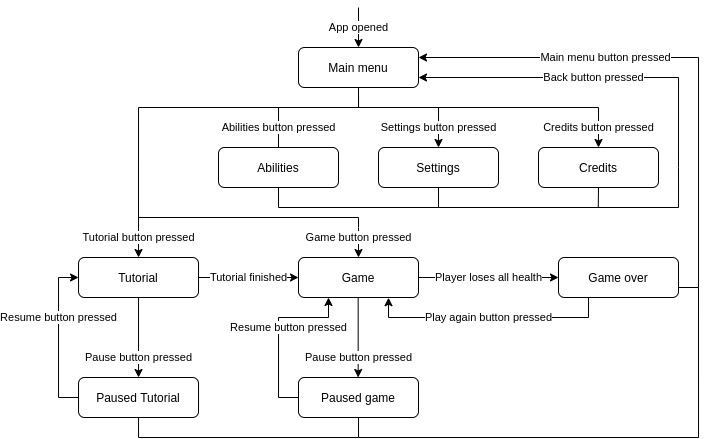 App opened
Main menu
Main menu button pressed
Back button pressed
Abilities button pressed
Settings button pressed
Credits button pressed
Abilities
Settings
Credits
Tutorial button pressed
Game button pressed
Tutorial
Tutorial finished
Game
Player loses all health
Game over
Resume button pressed
Resume button pressed
Play again button pressed
Pause button pressed
Pause button pressed
Paused Tutorial
Paused game